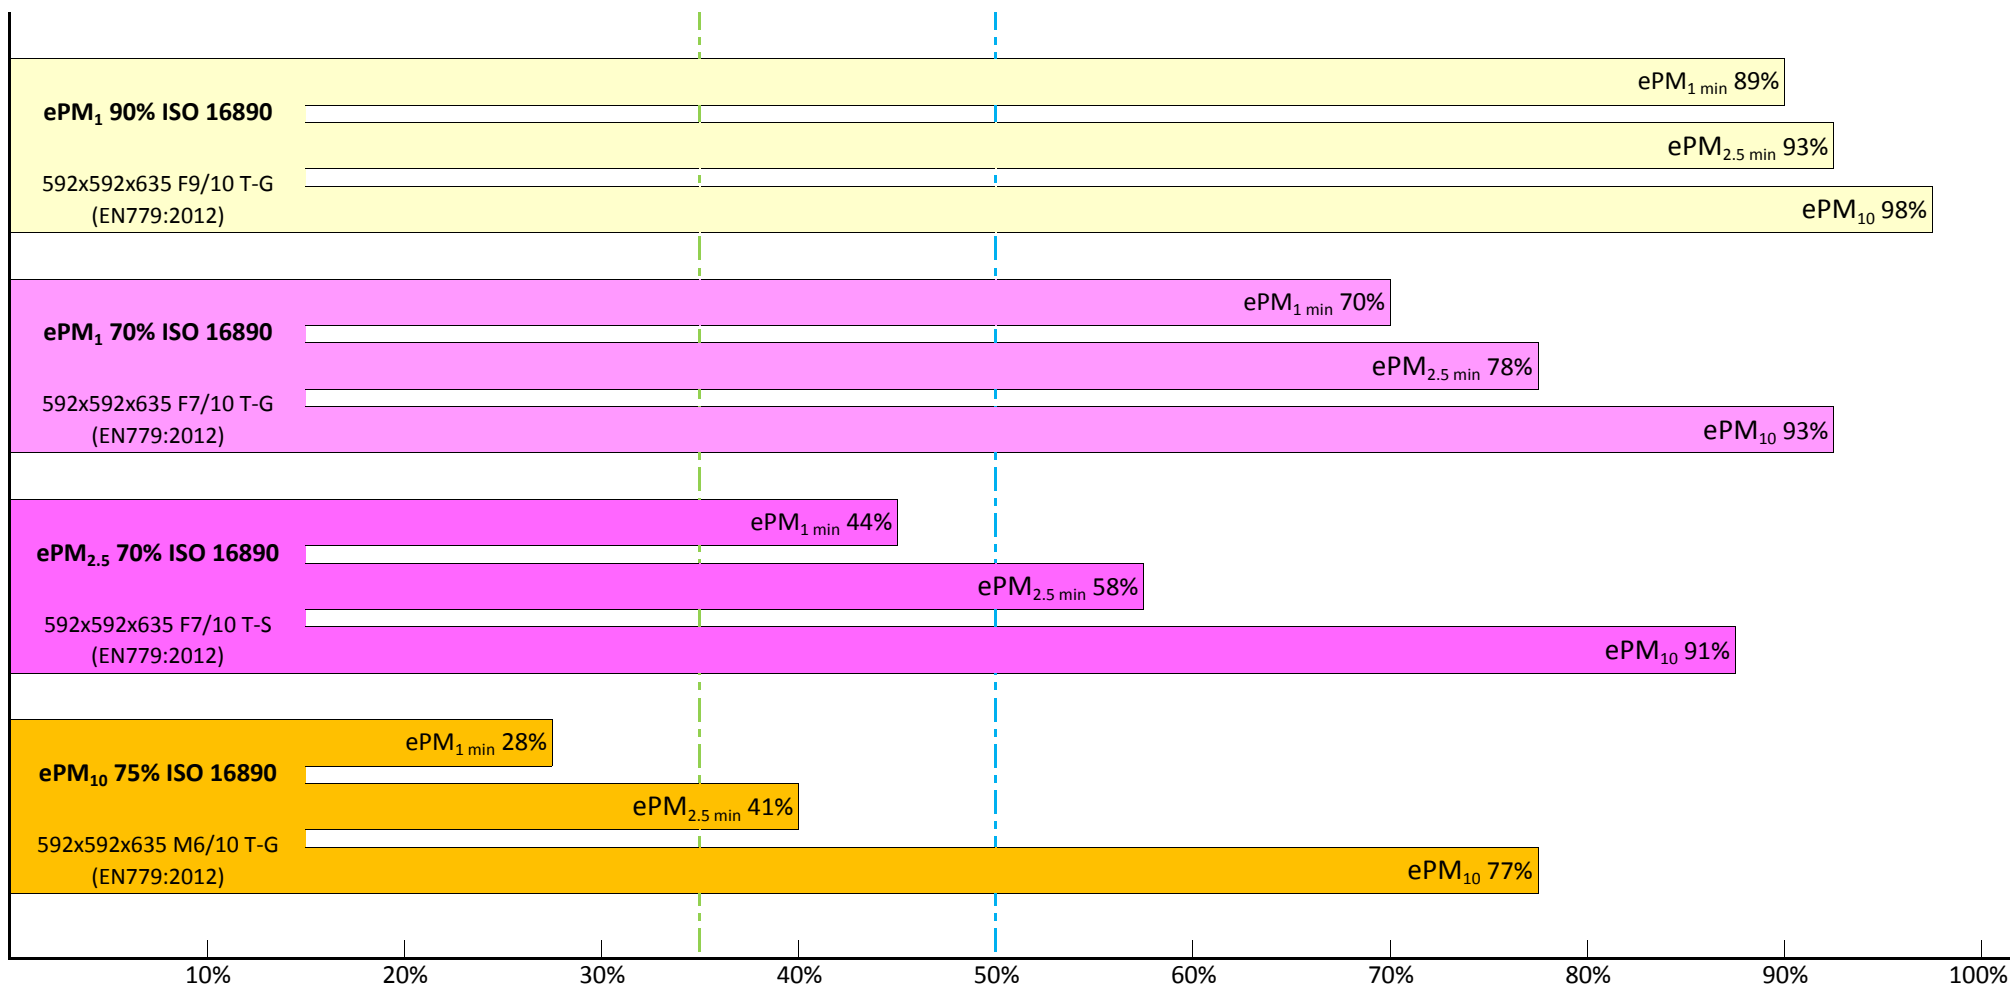 ePM₁ min 89%
ePM₁ 90% ISO 16890
ePM₂.₅ min 93%
592x592x635 F9/10 T-G
(EN779:2012)
ePM₁₀ 98%
ePM₁ min 70%
ePM₁ 70% ISO 16890
ePM₂.₅ min 78%
592x592x635 F7/10 T-G
(EN779:2012)
ePM₁₀ 93%
ePM₁ min 44%
ePM₂.₅ 70% ISO 16890
ePM₂.₅ min 58%
592x592x635 F7/10 T-S
(EN779:2012)
ePM₁₀ 91%
ePM₁ min 28%
ePM₁₀ 75% ISO 16890
ePM₂.₅ min 41%
592x592x635 M6/10 T-G
(EN779:2012)
ePM₁₀ 77%
10% 20% 30% 40% 50% 60% 70% 80% 90% 100%